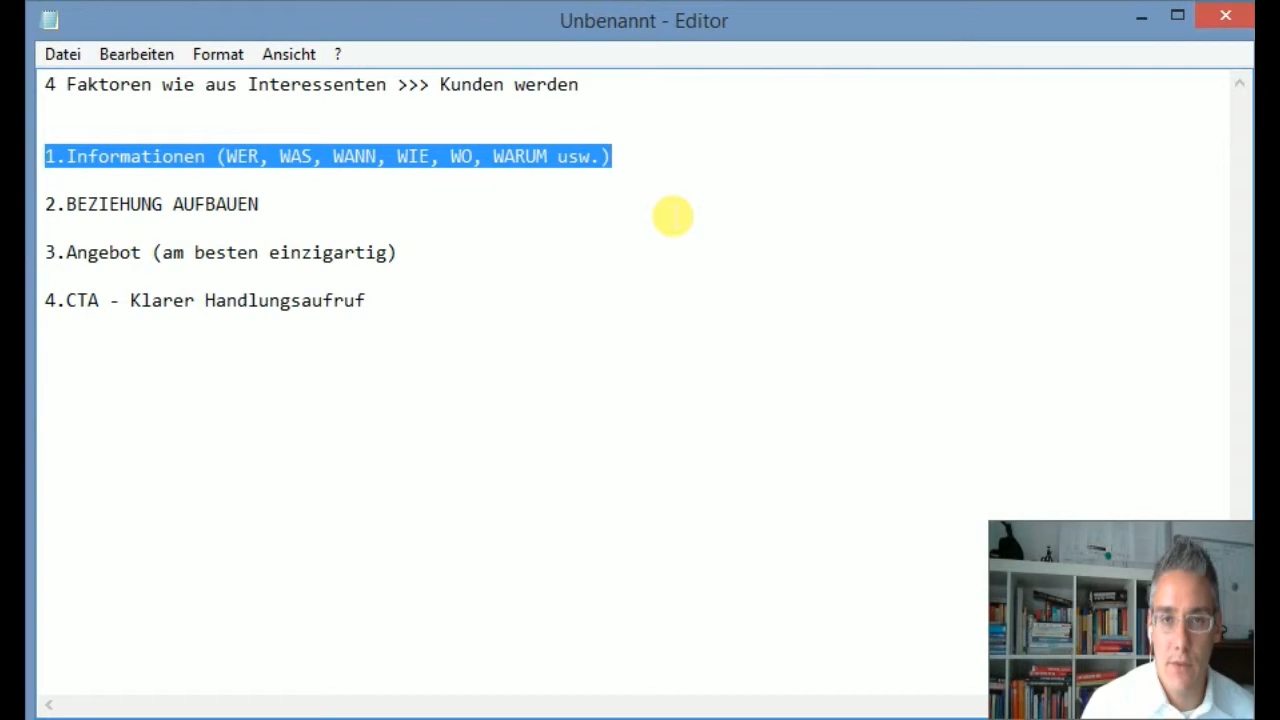 Unbenannt - Editor
Datei Bearbeiten Format Ansicht ?
4 Faktoren wie aus Interessenten >>> Kunden werden
1.Informationen (WER, WAS, WANN, WIE, WO, WARUM usw.)
2.BEZIEHUNG AUFBAUEN
3.Angebot (am besten einzigartig)
4.CTA - Klarer Handlungsaufruf